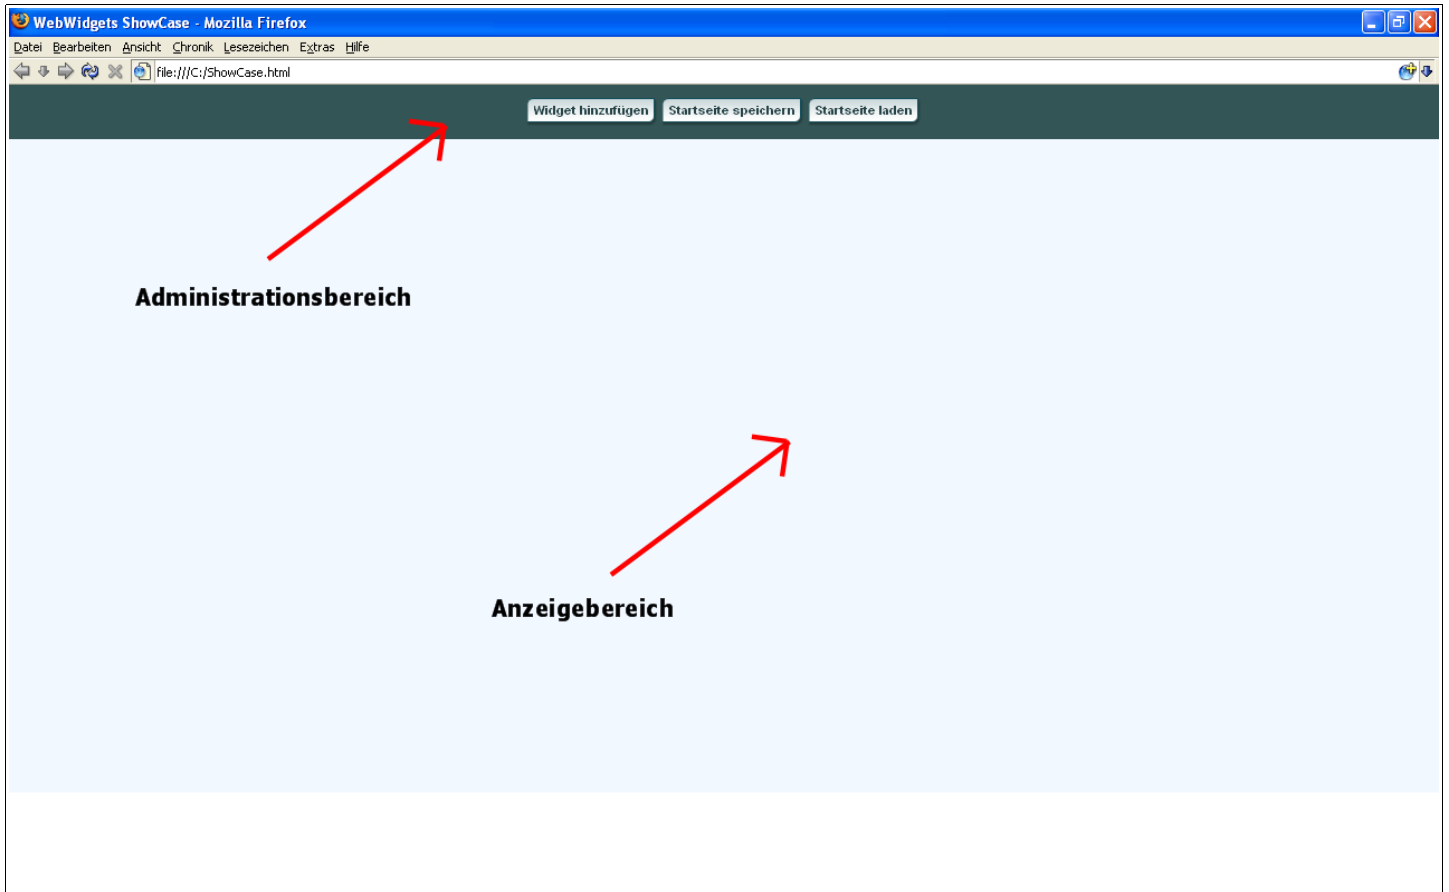 WebWidgets ShowCase - Mozilla Firefox
Datei Bearbeiten Ansicht Chronik Lesezeichen Extras Hilfe
file:///C:/ShowCase.html
Widget hinzufügen Startseite speichern Startseite laden
Administrationsbereich
Anzeigebereich